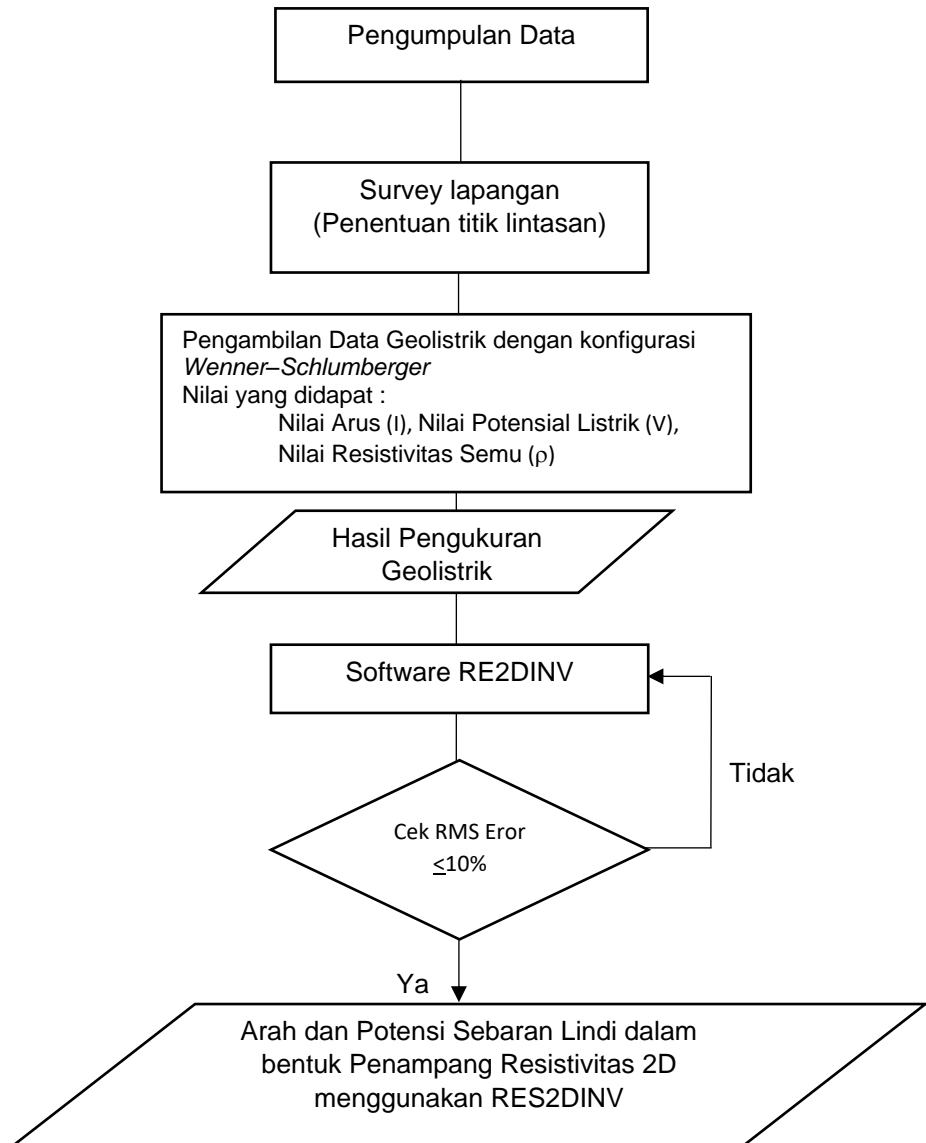 Pengumpulan Data
Survey lapangan
(Penentuan titik lintasan)
Pengambilan Data Geolistrik dengan konfigurasi
Wenner–Schlumberger
Nilai yang didapat :
Nilai Arus (I), Nilai Potensial Listrik (V),
Nilai Resistivitas Semu (ρ)
Hasil Pengukuran
Geolistrik
Software RE2DINV
Tidak
Cek RMS Eror
≤10%
Ya
Arah dan Potensi Sebaran Lindi dalam
bentuk Penampang Resistivitas 2D
menggunakan RES2DINV